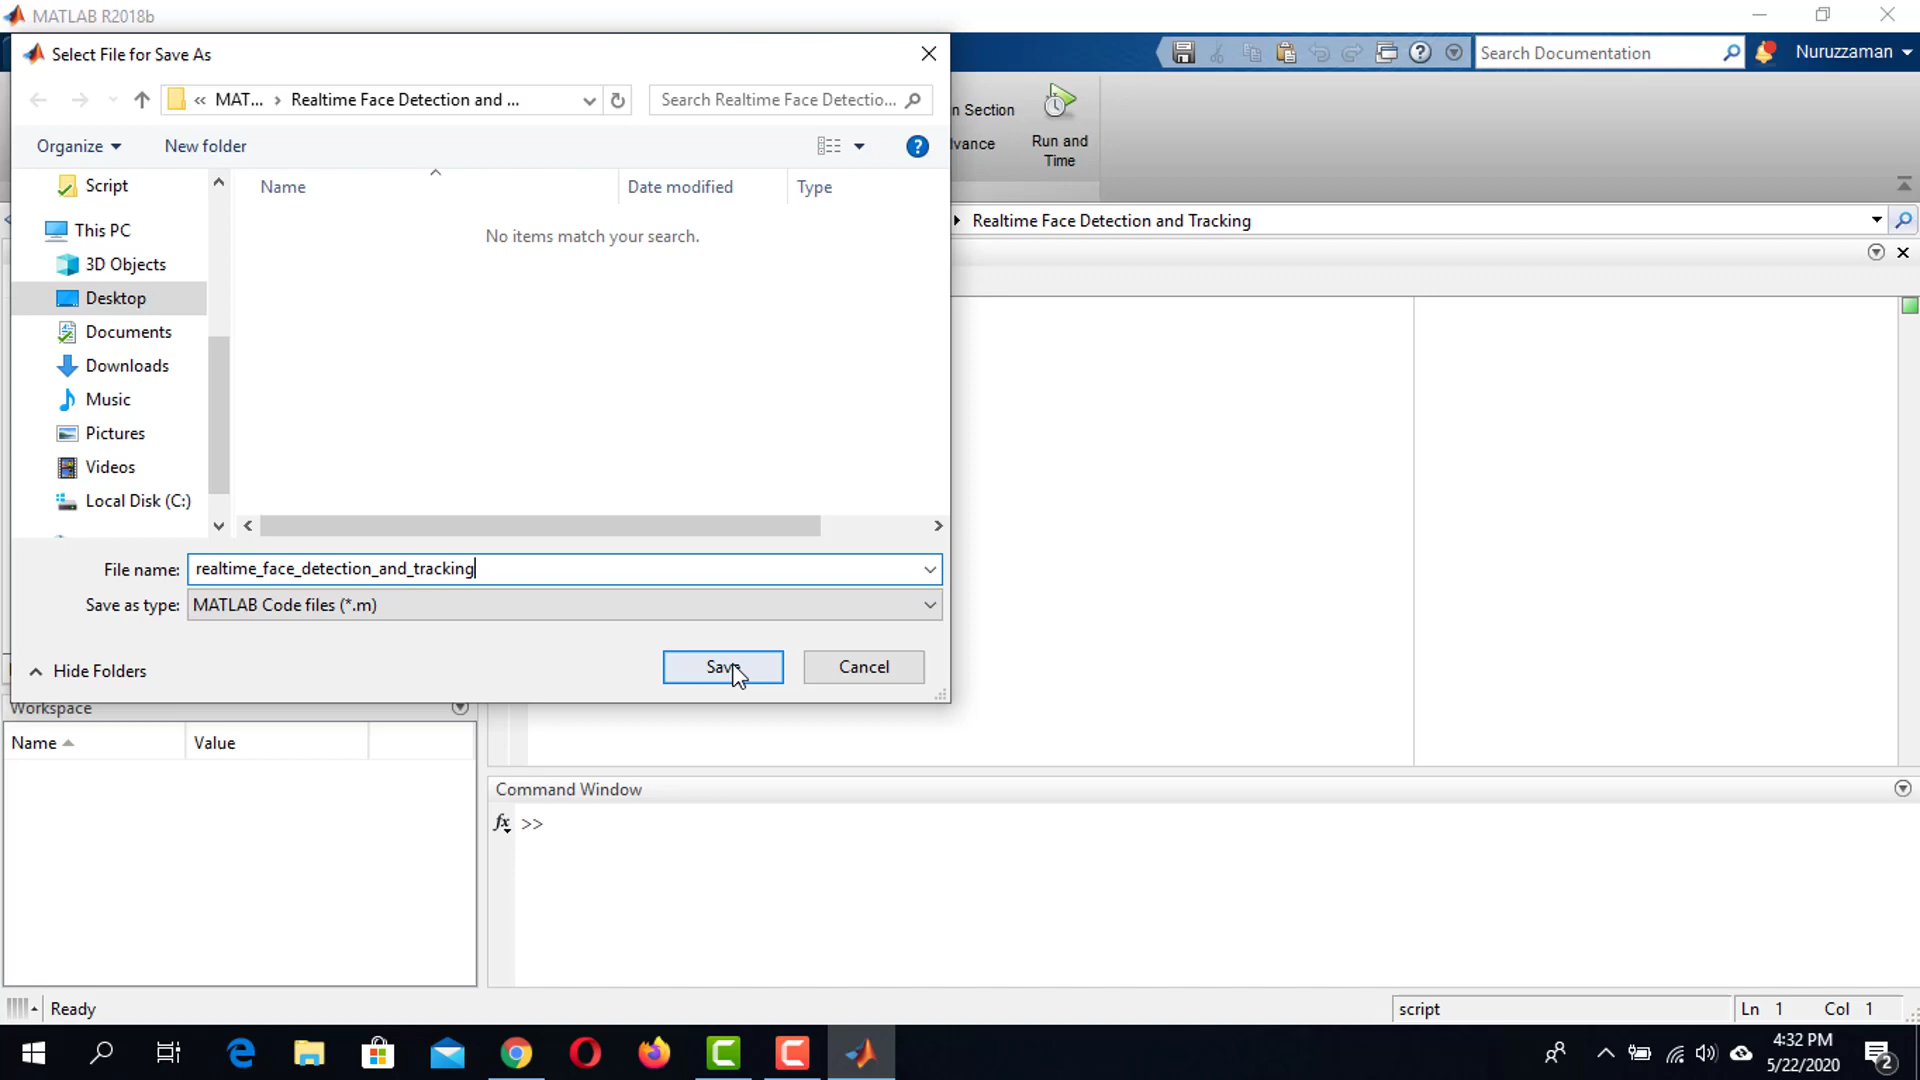 MATLAB R2018b
Select File for Save As
Search Documentation
Nuruzzaman
« MAT... › Realtime Face Detection and ...
Search Realtime Face Detectio...
n Section
vance
Run and
Time
Organize
New folder
Script
This PC
3D Objects
Desktop
Documents
Downloads
Music
Pictures
Videos
Local Disk (C:)
Name
Date modified
Type
No items match your search.
Realtime Face Detection and Tracking
File name: realtime_face_detection_and_tracking
Save as type: MATLAB Code files (*.m)
Hide Folders
Save
Cancel
Workspace
Name
Value
Command Window
fx >>
Ready
script
Ln 1 Col 1
4:32 PM
5/22/2020
2